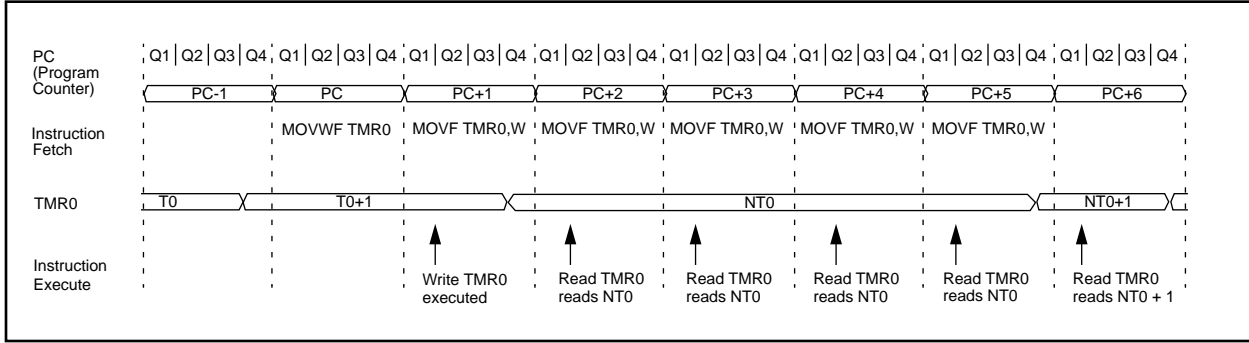 PC
(Program
Counter)
Q1 Q2 Q3 Q4 Q1 Q2 Q3 Q4 Q1 Q2 Q3 Q4 Q1 Q2 Q3 Q4 Q1 Q2 Q3 Q4 Q1 Q2 Q3 Q4 Q1 Q2 Q3 Q4 Q1 Q2 Q3 Q4
PC-1 PC PC+1 PC+2 PC+3 PC+4 PC+5 PC+6
Instruction
Fetch
MOVWF TMR0 MOVF TMR0,W MOVF TMR0,W MOVF TMR0,W MOVF TMR0,W MOVF TMR0,W
TMR0 T0 T0+1 NT0 NT0+1
Instruction
Execute
Write TMR0
executed
Read TMR0
reads NT0
Read TMR0
reads NT0
Read TMR0
reads NT0
Read TMR0
reads NT0
Read TMR0
reads NT0 + 1